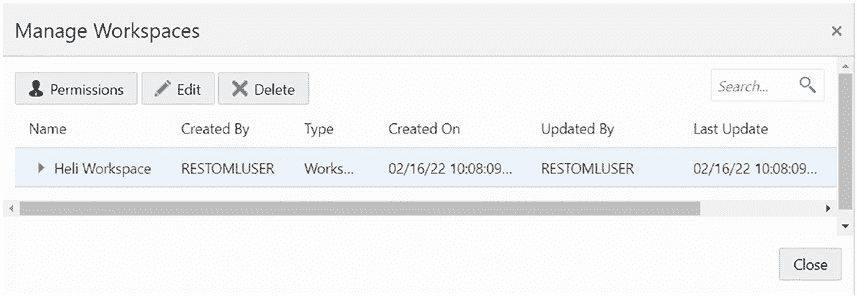 Manage Workspaces ×
Permissions Edit Delete Search...
Name Created By Type Created On Updated By Last Update
Heli Workspace RESTOMLUSER Works... 02/16/22 10:08:09... RESTOMLUSER 02/16/22 10:08:09...
Close